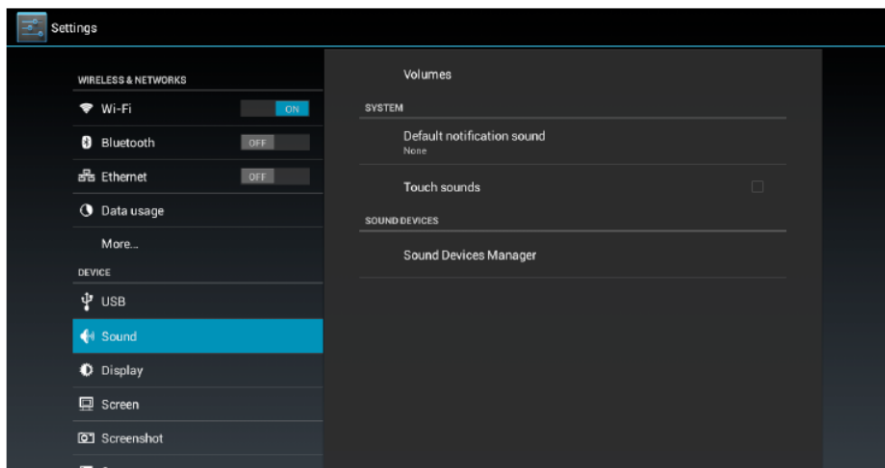 Settings
WIRELESS & NETWORKS
Wi-Fi
ON
Bluetooth
OFF
Ethernet
OFF
Data usage
More...
DEVICE
USB
Sound
Display
Screen
Screenshot
Volumes
SYSTEM
Default notification sound
None
Touch sounds
SOUND DEVICES
Sound Devices Manager